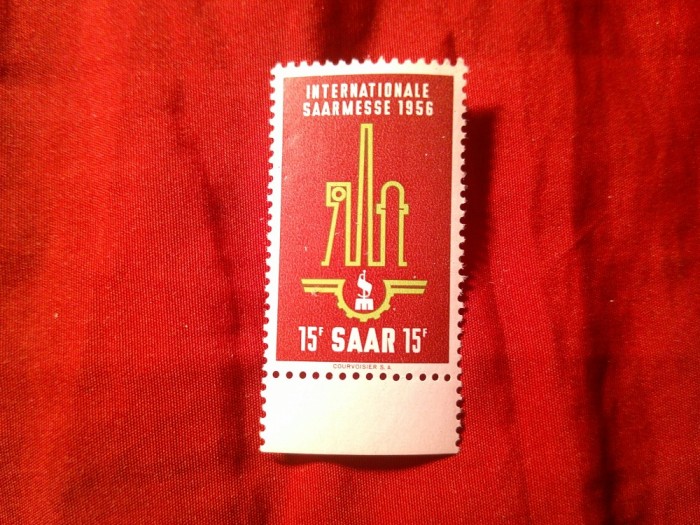 INTERNATIONALE
SAARMESSE 1956
15F SAAR 15F
COURVOISIER S.A